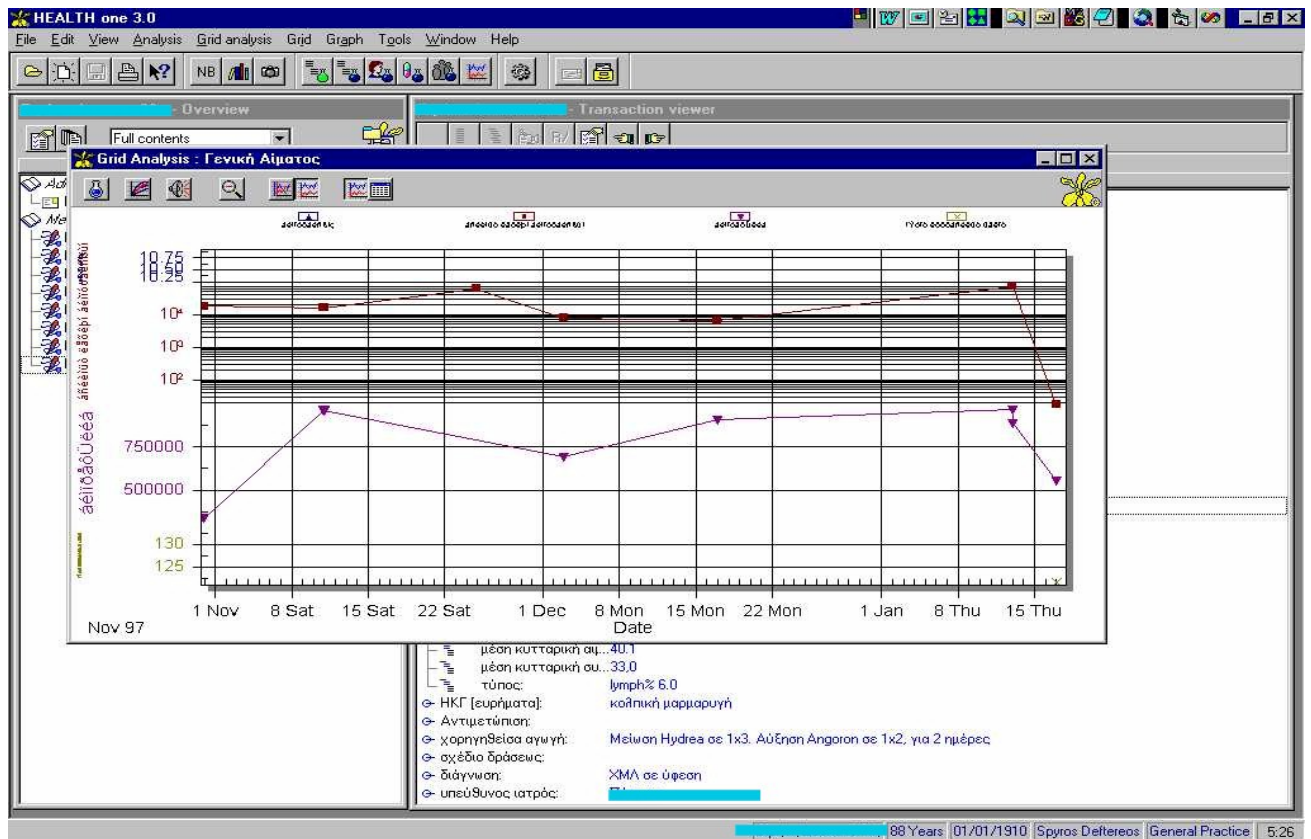 HEALTH one 3.0
File Edit View Analysis Grid analysis Grid Graph Tools Window Help
NB
- Overview
- Transaction viewer
Full contents
R/
Grid Analysis : Γενική Αίματος
10.75
10.50
10.25
10⁴
10³
10²
750000
500000
130
125
1 Nov 8 Sat 15 Sat 22 Sat 1 Dec 8 Mon 15 Mon 22 Mon 1 Jan 8 Thu 15 Thu
Nov 97
Date
μέση κυτταρική αιμ...40.1
μέση κυτταρική συ...33,0
τύπος: lymph% 6.0
ΗΚΓ [ευρήματα]: κολπική μαρμαρυγή
Αντιμετώπιση:
χορηγηθείσα αγωγή: Μείωση Hydrea σε 1x3. Αύξηση Angoron σε 1x2, για 2 ημέρες
σχέδιο δράσεως:
διάγνωση: ΧΜΛ σε ύφεση
υπεύθυνος ιατρός:
88 Years 01/01/1910 Spyros Deftereos General Practice 5:26